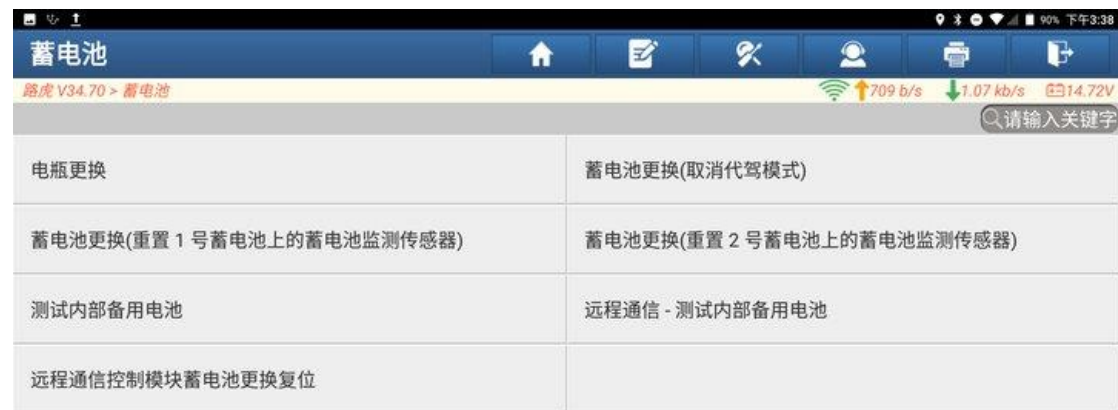 90% 下午3:38
蓄电池
路虎 V34.70 > 蓄电池
709 b/s 1.07 kb/s 14.72V
请输入关键字
电瓶更换
蓄电池更换(取消代驾模式)
蓄电池更换(重置 1 号蓄电池上的蓄电池监测传感器)
蓄电池更换(重置 2 号蓄电池上的蓄电池监测传感器)
测试内部备用电池
远程通信 - 测试内部备用电池
远程通信控制模块蓄电池更换复位